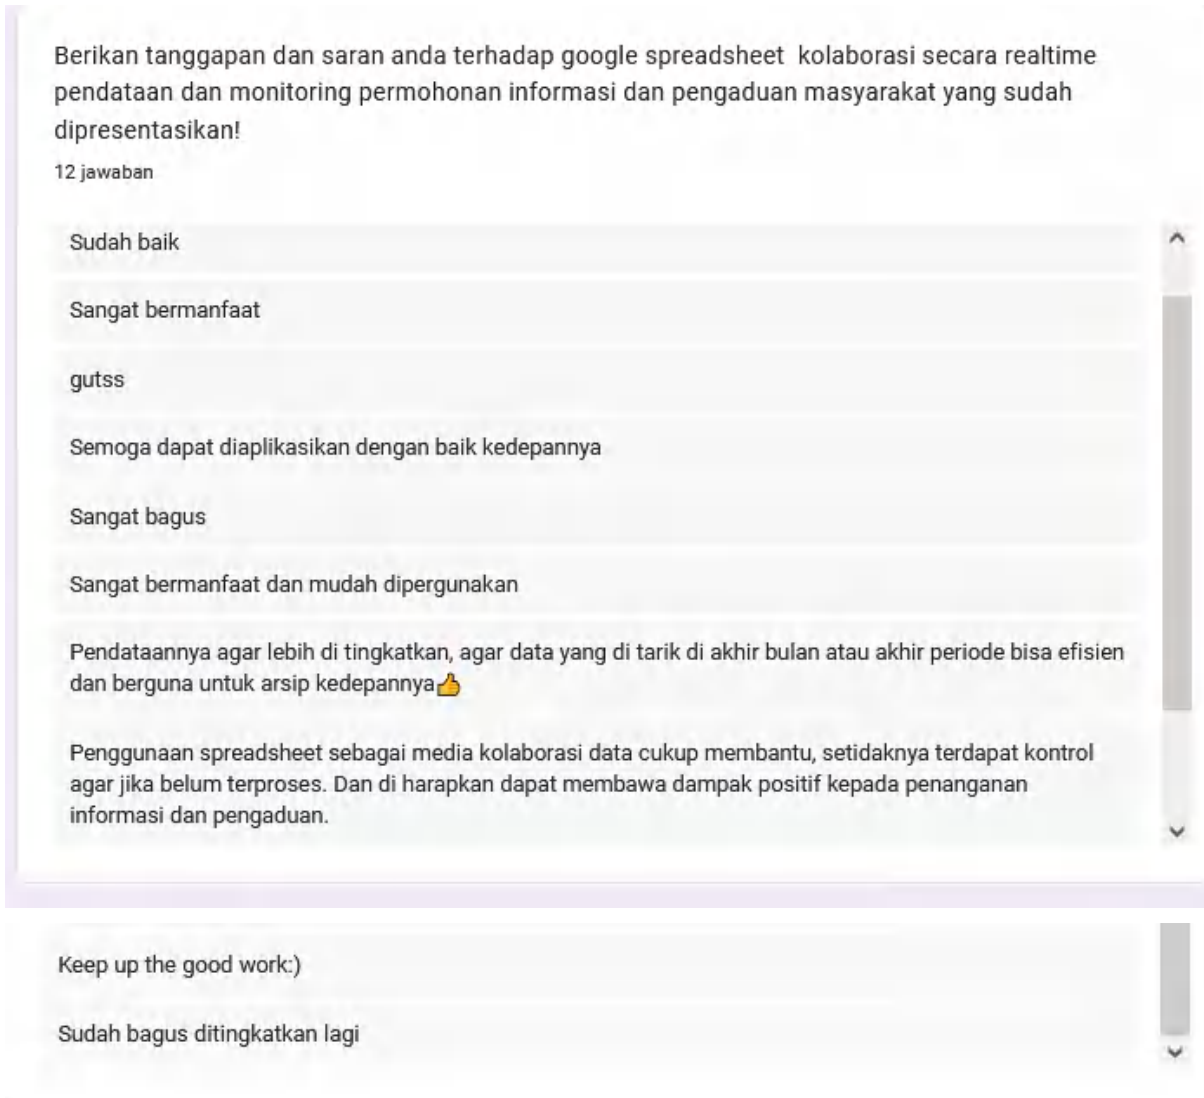 Berikan tanggapan dan saran anda terhadap google spreadsheet kolaborasi secara realtime
pendataan dan monitoring permohonan informasi dan pengaduan masyarakat yang sudah
dipresentasikan!
12 jawaban
Sudah baik
Sangat bermanfaat
gutss
Semoga dapat diaplikasikan dengan baik kedepannya
Sangat bagus
Sangat bermanfaat dan mudah dipergunakan
Pendataannya agar lebih di tingkatkan, agar data yang di tarik di akhir bulan atau akhir periode bisa efisien
dan berguna untuk arsip kedepannya👍
Penggunaan spreadsheet sebagai media kolaborasi data cukup membantu, setidaknya terdapat kontrol
agar jika belum terproses. Dan di harapkan dapat membawa dampak positif kepada penanganan
informasi dan pengaduan.
Keep up the good work:)
Sudah bagus ditingkatkan lagi